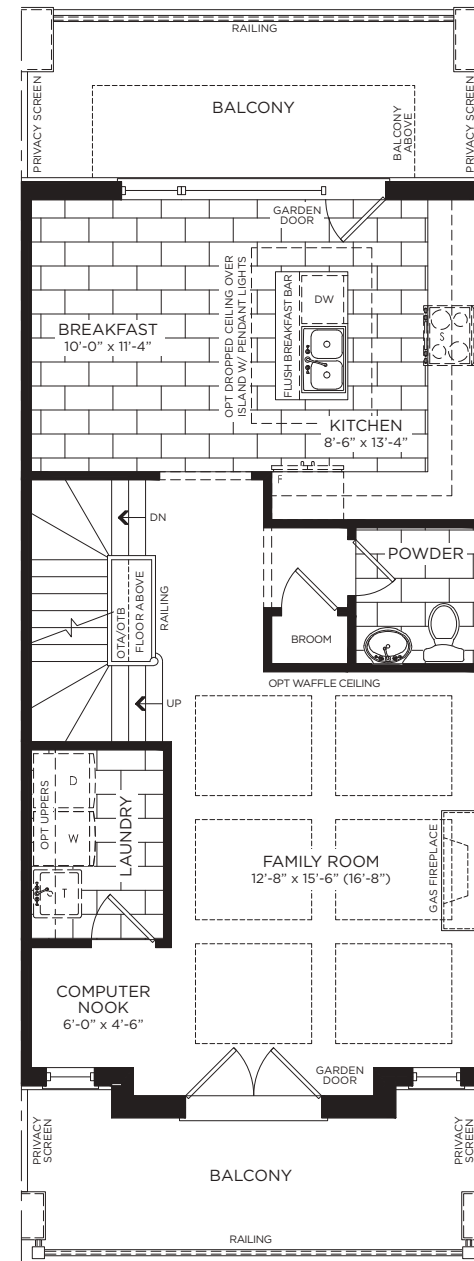 RAILING
PRIVACY SCREEN
PRIVACY SCREEN
BALCONY
BALCONY
ABOVE
GARDEN
DOOR
OPT DROPPED CEILING OVER
ISLAND W/ PENDANT LIGHTS
FLUSH BREAKFAST BAR
DW
S
BREAKFAST
10'-0" x 11'-4"
KITCHEN
8'-6" x 13'-4"
F
DN
OTA/OTB
FLOOR ABOVE
RAILING
UP
POWDER
BROOM
OPT WAFFLE CEILING
OPT UPPERS
D
W
T
LAUNDRY
FAMILY ROOM
12'-8" x 15'-6" (16'-8")
GAS FIREPLACE
COMPUTER
NOOK
6'-0" x 4'-6"
GARDEN
DOOR
PRIVACY
SCREEN
PRIVACY
SCREEN
BALCONY
RAILING